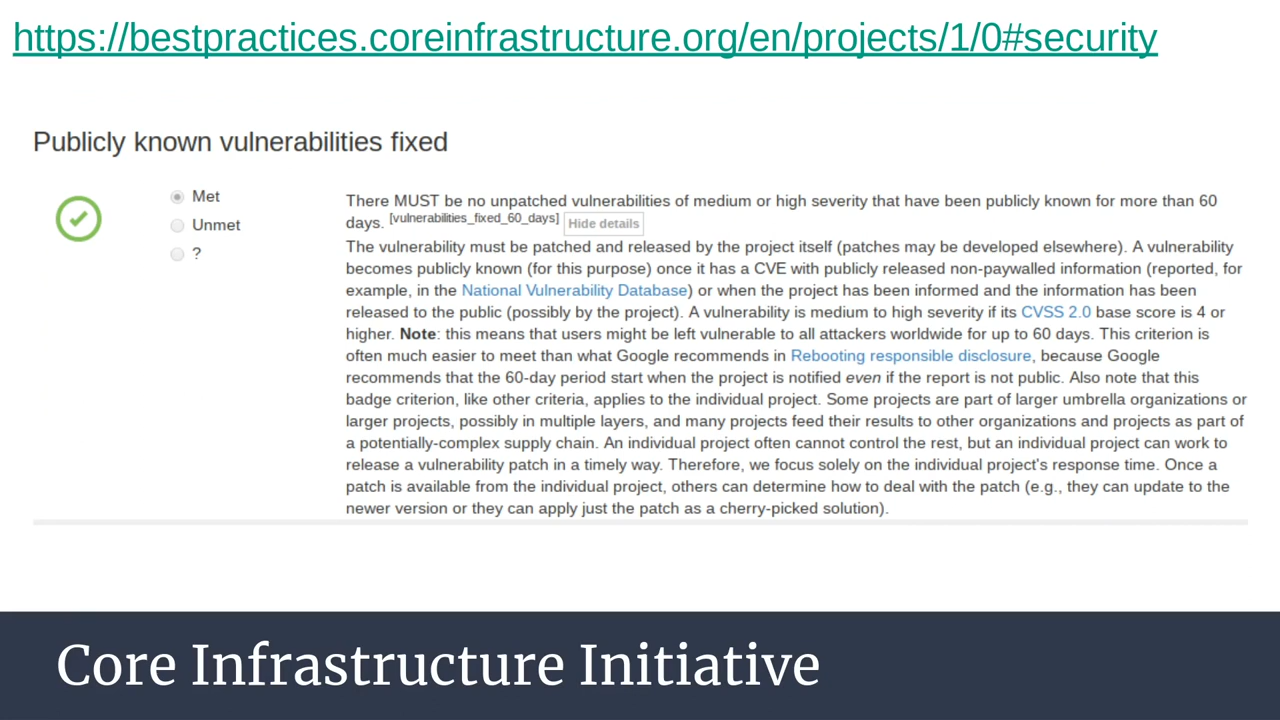 https://bestpractices.coreinfrastructure.org/en/projects/1/0#security
Publicly known vulnerabilities fixed
Met
Unmet
?
There MUST be no unpatched vulnerabilities of medium or high severity that have been publicly known for more than 60
days. [vulnerabilities_fixed_60_days] Hide details
The vulnerability must be patched and released by the project itself (patches may be developed elsewhere). A vulnerability
becomes publicly known (for this purpose) once it has a CVE with publicly released non-paywalled information (reported, for
example, in the National Vulnerability Database) or when the project has been informed and the information has been
released to the public (possibly by the project). A vulnerability is medium to high severity if its CVSS 2.0 base score is 4 or
higher. Note: this means that users might be left vulnerable to all attackers worldwide for up to 60 days. This criterion is
often much easier to meet than what Google recommends in Rebooting responsible disclosure, because Google
recommends that the 60-day period start when the project is notified even if the report is not public. Also note that this
badge criterion, like other criteria, applies to the individual project. Some projects are part of larger umbrella organizations or
larger projects, possibly in multiple layers, and many projects feed their results to other organizations and projects as part of
a potentially-complex supply chain. An individual project often cannot control the rest, but an individual project can work to
release a vulnerability patch in a timely way. Therefore, we focus solely on the individual project's response time. Once a
patch is available from the individual project, others can determine how to deal with the patch (e.g., they can update to the
newer version or they can apply just the patch as a cherry-picked solution).
Core Infrastructure Initiative